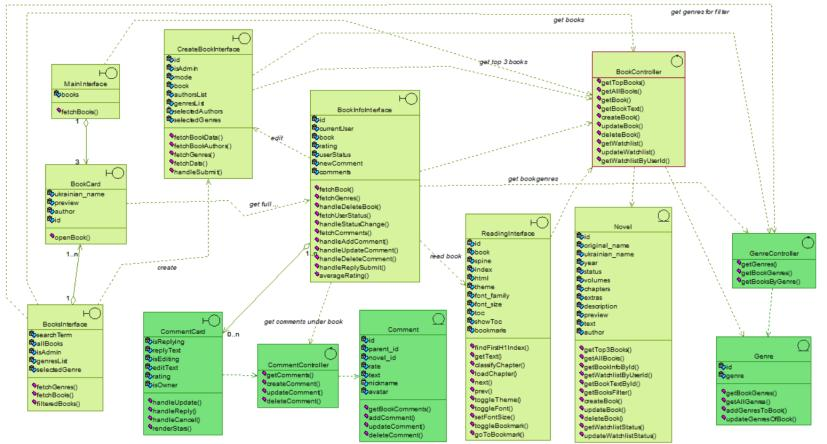 get genres for filter
get books
CreateBookInterface
id
isAdmin
mode
book
authorsList
genresList
selectedAuthors
selectedGenres
fetchBookData()
fetchBookAuthors()
fetchGenres()
fetchData()
handleSubmit()
MainInterface
books
fetchBooks()
1
3
get top 3 books
BookController
getTopBooks()
getAllBooks()
getBook()
getBookText()
createBook()
updateBook()
deleteBook()
getWatchlist()
updateWatchlist()
getWatchlistByUserId()
BookInfoInterface
id
currentUser
book
rating
userStatus
newComment
comments
fetchBook()
fetchGenres()
handleDeleteBook()
fetchUserStatus()
handleStatusChange()
fetchComments()
handleAddComment()
handleUpdateComment()
handleDeleteComment()
handleReplySubmit()
averageRating()
edit
BookCard
ukrainian_name
preview
author
id
openBook()
get full ...
get book genres
1..n
1
create
read book
ReadingInterface
id
book
spine
index
html
theme
font_family
font_size
toc
showToc
bookmarks
findFirstH1Index()
getText()
classifyChapter()
loadChapter()
next()
prev()
toggleTheme()
toggleFont()
setFontSize()
toggleBookmark()
goToBookmark()
Novel
id
original_name
ukrainian_name
year
status
volumes
chapters
extras
description
preview
text
author
getTop3Books()
getAllBooks()
getBookInfoById()
getWatchlistByUserId()
getBookTextById()
getBooksFilter()
createBook()
updateBook()
deleteBook()
getWatchlistStatus()
updateWatchlistStatus()
GenreController
getGenres()
getBookGenres()
getBooksByGenre()
BooksInterface
searchTerm
allBooks
isAdmin
genresList
selectedGenre
fetchGenres()
fetchBooks()
filteredBooks()
CommentCard
isReplying
replyText
isEditing
editText
rating
isOwner
handleUpdate()
handleReply()
handleCancel()
renderStars()
0..n
get comments under book
CommentController
getComments()
createComment()
updateComment()
deleteComment()
Comment
id
parent_id
novel_id
rate
text
nickname
avatar
getBookComments()
addComment()
updateComment()
deleteComment()
Genre
id
genre
getBookGenres()
getAllGenres()
addGenresToBook()
updateGenresOfBook()